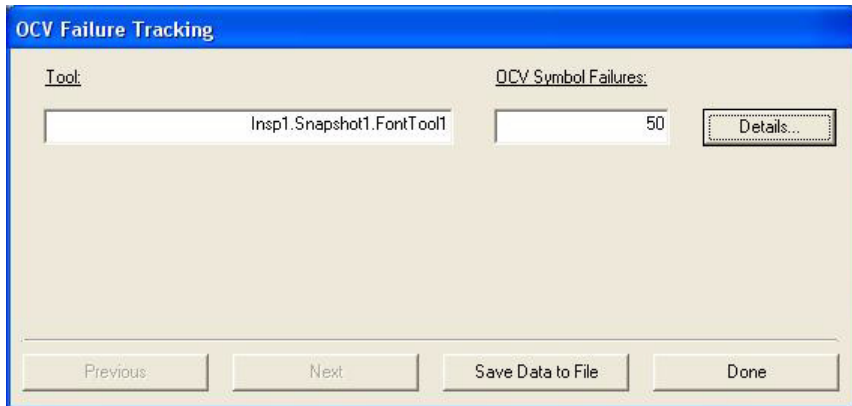 OCV Failure Tracking
Tool: OCV Symbol Failures:
Insp1.Snapshot1.FontTool1 50 Details...
Previous Next Save Data to File Done